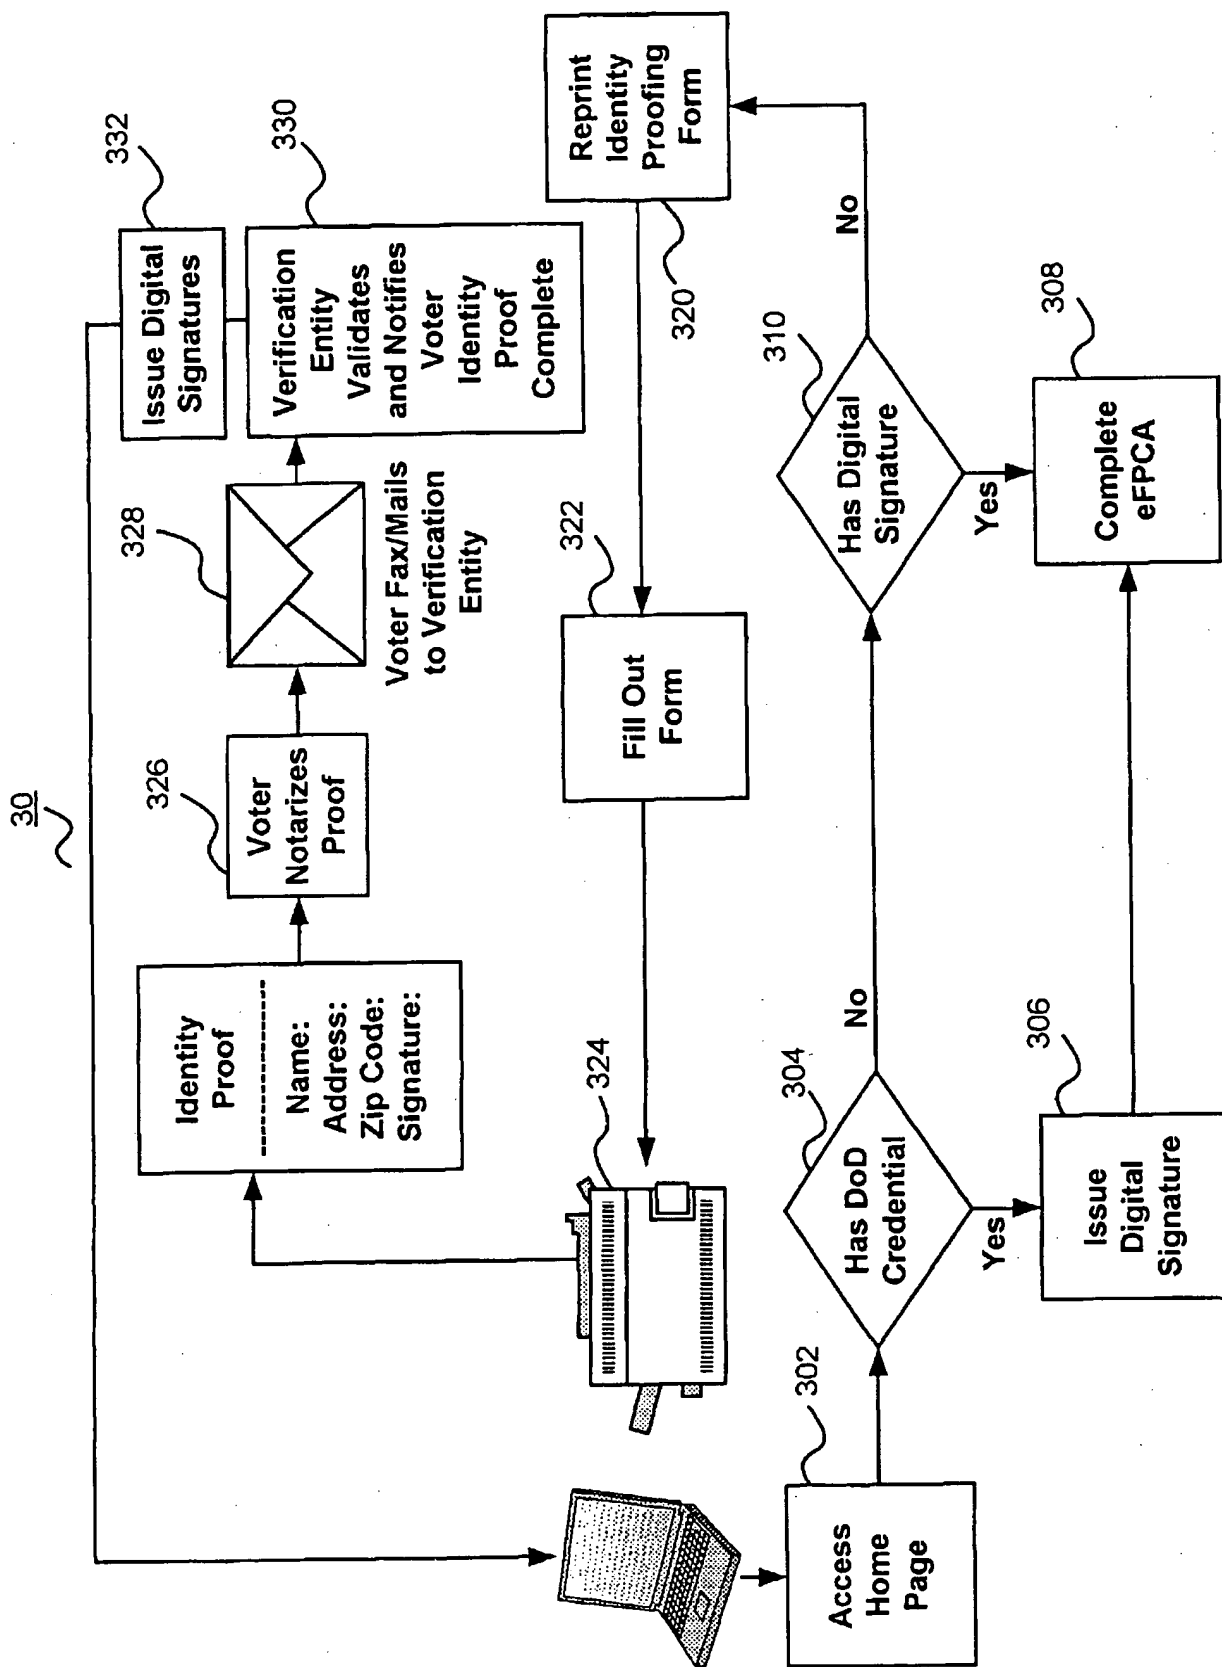 30
332
Issue Digital
Signatures
330
Verification
Entity
Validates
and Notifies
Voter
Identity
Proof
Complete
328
Voter Fax/Mails
to Verification
Entity
326
Voter
Notarizes
Proof
Identity
Proof
Name:
Address:
Zip Code:
Signature:
324
322
Fill Out
Form
Reprint
Identity
Proofing
Form
320
302
Access
Home
Page
304
Has DoD
Credential
No
Yes
306
Issue
Digital
Signature
310
Has Digital
Signature
No
Yes
308
Complete
eFPCA